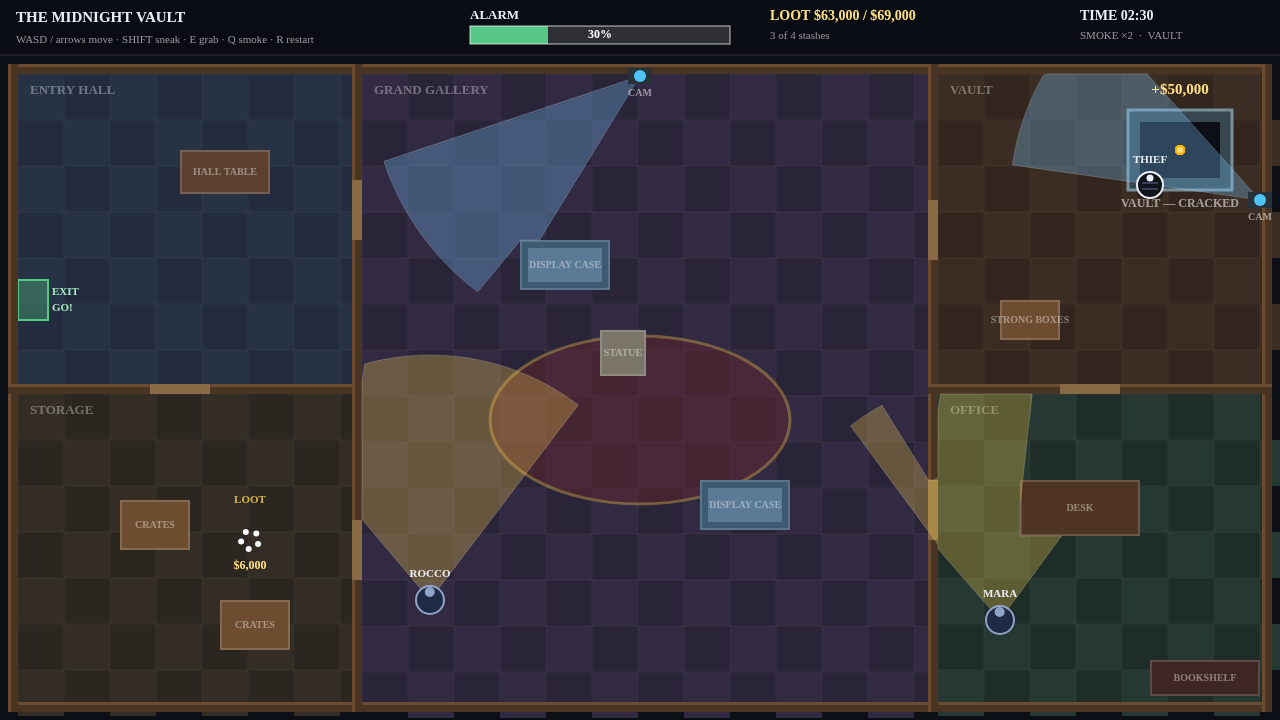 THE MIDNIGHT VAULT
WASD / arrows move · SHIFT sneak · E grab · Q smoke · R restart
ALARM
30%
LOOT $63,000 / $69,000
3 of 4 stashes
TIME 02:30
SMOKE ×2 · VAULT
ENTRY HALL
HALL TABLE
EXIT
GO!
GRAND GALLERY
CAM
DISPLAY CASE
STATUE
DISPLAY CASE
ROCCO
VAULT
+$50,000
THIEF
VAULT — CRACKED
CAM
STRONG BOXES
STORAGE
LOOT
CRATES
$6,000
CRATES
OFFICE
DESK
MARA
BOOKSHELF